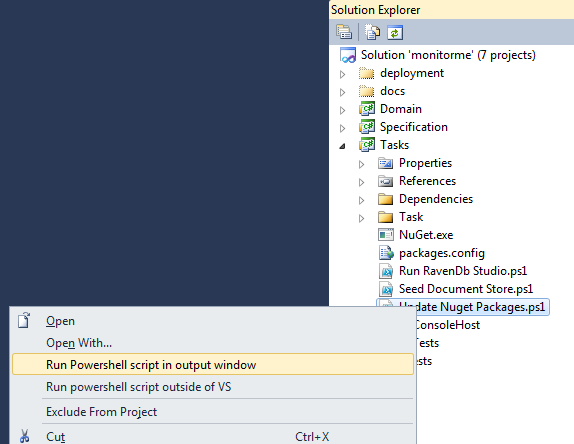 Solution Explorer
Solution 'monitorme' (7 projects)
deployment
docs
Domain
Specification
Tasks
Properties
References
Dependencies
Task
NuGet.exe
packages.config
Run RavenDb Studio.ps1
Seed Document Store.ps1
Update Nuget Packages.ps1
ConsoleHost
Tests
ests
Open
Open With...
Run Powershell script in output window
Run powershell script outside of VS
Exclude From Project
Cut Ctrl+X